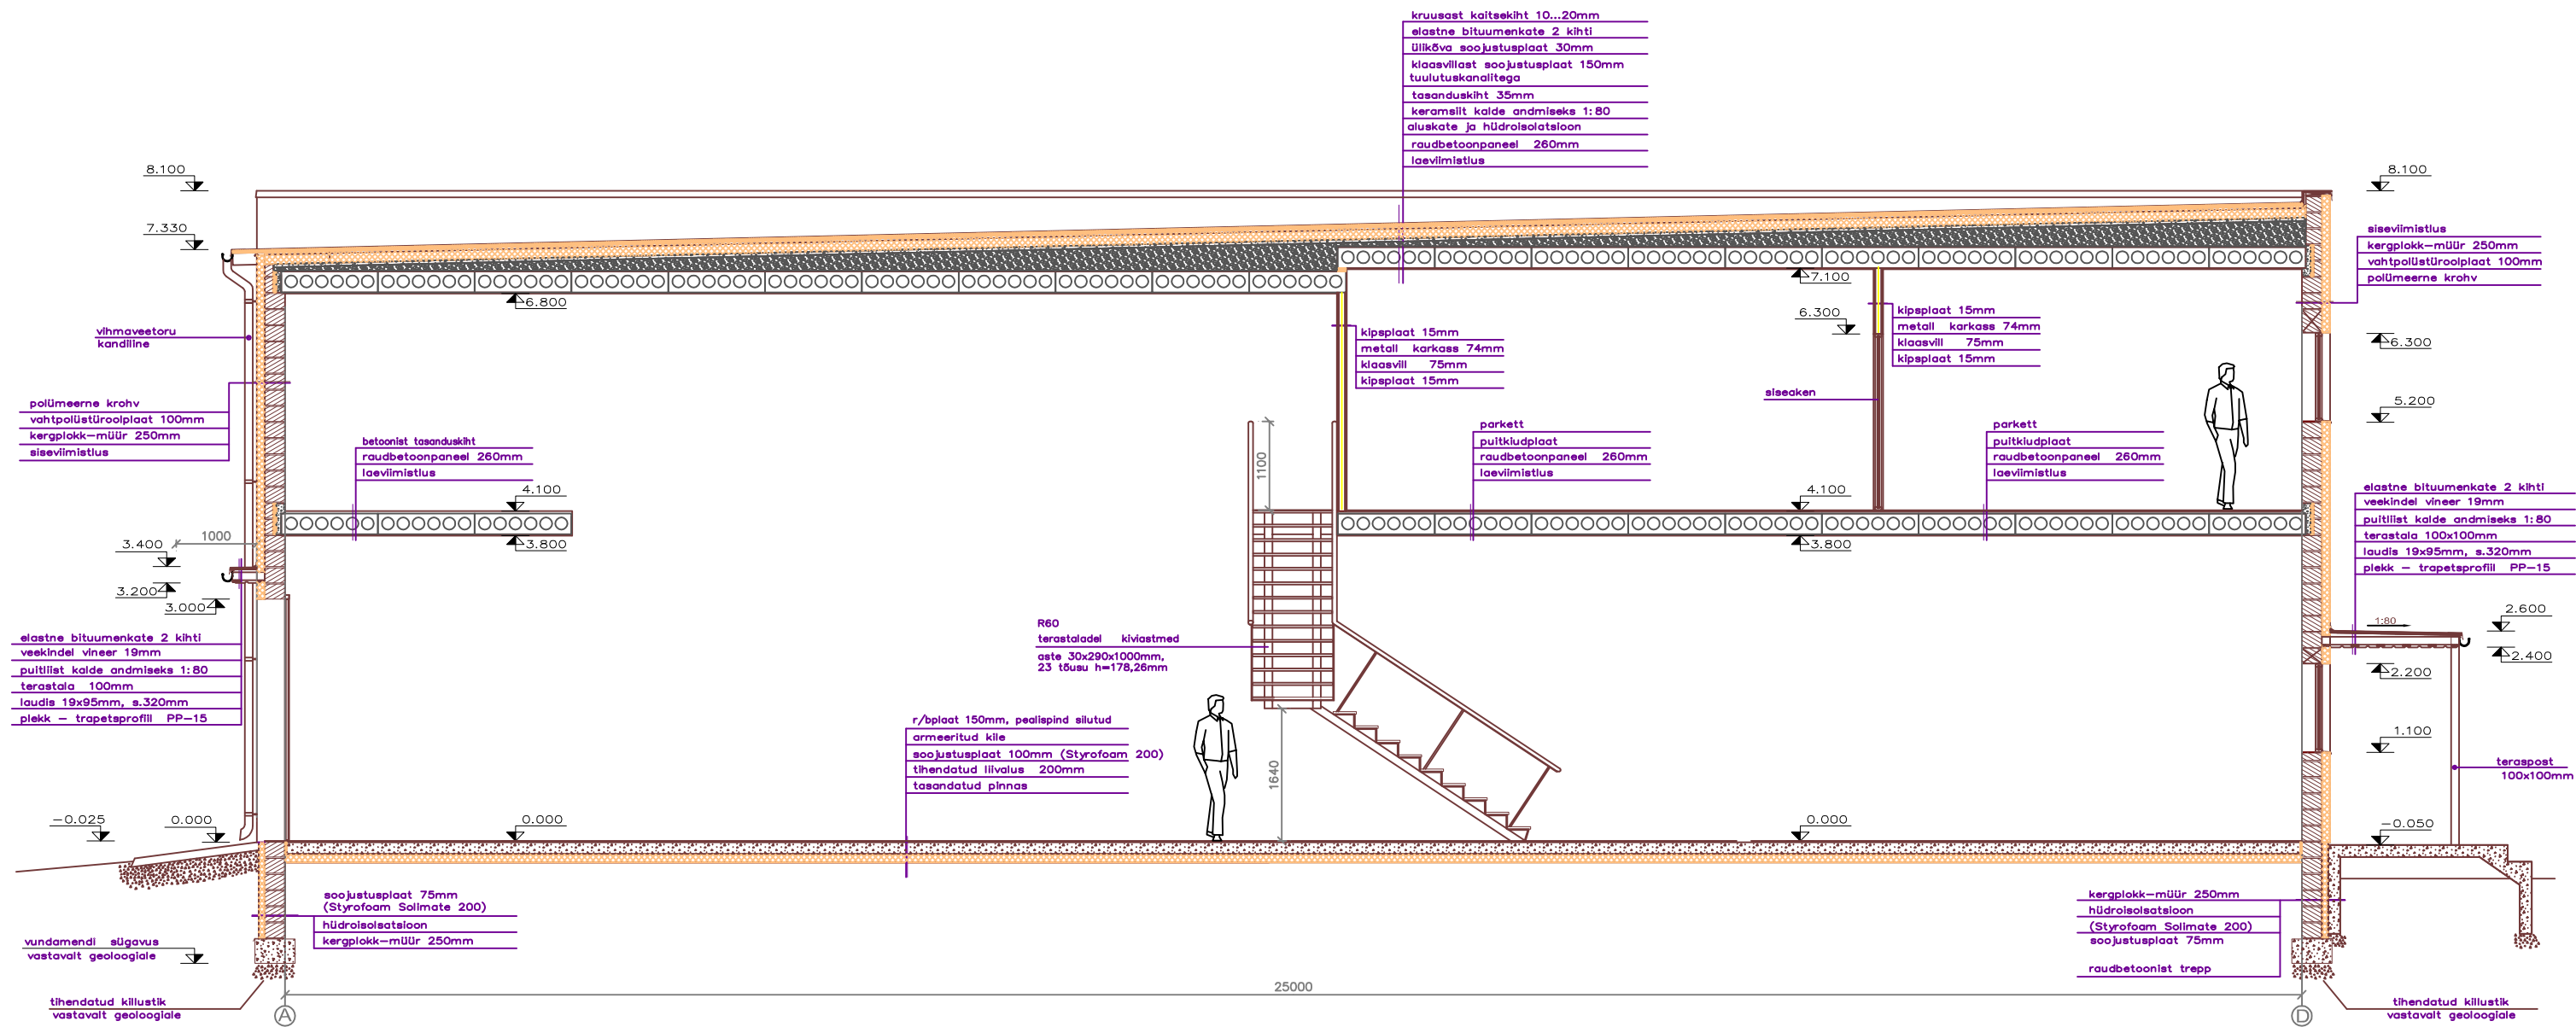 kruusast kaitsekiht 10...20mm
elastne bituumenkate 2 kihti
ülikõva soojustusplaat 30mm
klaasvillast soojustusplaat 150mm
tuulutuskanalitega
tasanduskiht 35mm
keramsiit kalde andmiseks 1:80
aluskate ja hüdroisolatsioon
raudbetoonpaneel 260mm
laeviimistlus
8.100
7.330
8.100
siseviimistlus
kergplokk-müür 250mm
vahtpolüstüroolplaat 100mm
polümeerne krohv
6.800
7.100
6.300
vihmaveetoru
kandiline
kipsplaat 15mm
metall karkass 74mm
klaasvill 75mm
kipsplaat 15mm
kipsplaat 15mm
metall karkass 74mm
klaasvill 75mm
kipsplaat 15mm
6.300
5.200
siseaken
polümeerne krohv
vahtpolüstüroolplaat 100mm
kergplokk-müür 250mm
siseviimistlus
betoonist tasanduskiht
raudbetoonpaneel 260mm
laeviimistlus
1100
parkett
puitkiudplaat
raudbetoonpaneel 260mm
laeviimistlus
parkett
puitkiudplaat
raudbetoonpaneel 260mm
laeviimistlus
4.100
3.800
4.100
3.800
elastne bituumenkate 2 kihti
veekindel vineer 19mm
puitliist kalde andmiseks 1:80
terastala 100x100mm
laudis 19x95mm, s.320mm
plekk - trapetsprofiil PP-15
1000
3.400
3.200
3.000
elastne bituumenkate 2 kihti
veekindel vineer 19mm
puitliist kalde andmiseks 1:80
terastala 100mm
laudis 19x95mm, s.320mm
plekk - trapetsprofiil PP-15
R60
terastaladel kiviastmed
aste 30x290x1000mm,
23 tõusu h=178,26mm
1:80
2.600
2.400
2.200
1.100
teraspost
100x100mm
r/bplaat 150mm, pealispind silutud
armeeritud kile
soojustusplaat 100mm (Styrofoam 200)
tihendatud liivalus 200mm
tasandatud pinnas
1640
-0.025
0.000
0.000
0.000
-0.050
soojustusplaat 75mm
(Styrofoam Solimate 200)
hüdroisolsatsioon
kergplokk-müür 250mm
kergplokk-müür 250mm
hüdroisolsatsioon
(Styrofoam Solimate 200)
soojustusplaat 75mm
raudbetoonist trepp
vundamendi sügavus
vastavalt geoloogiale
tihendatud killustik
vastavalt geoloogiale
25000
A
D
tihendatud killustik
vastavalt geoloogiale